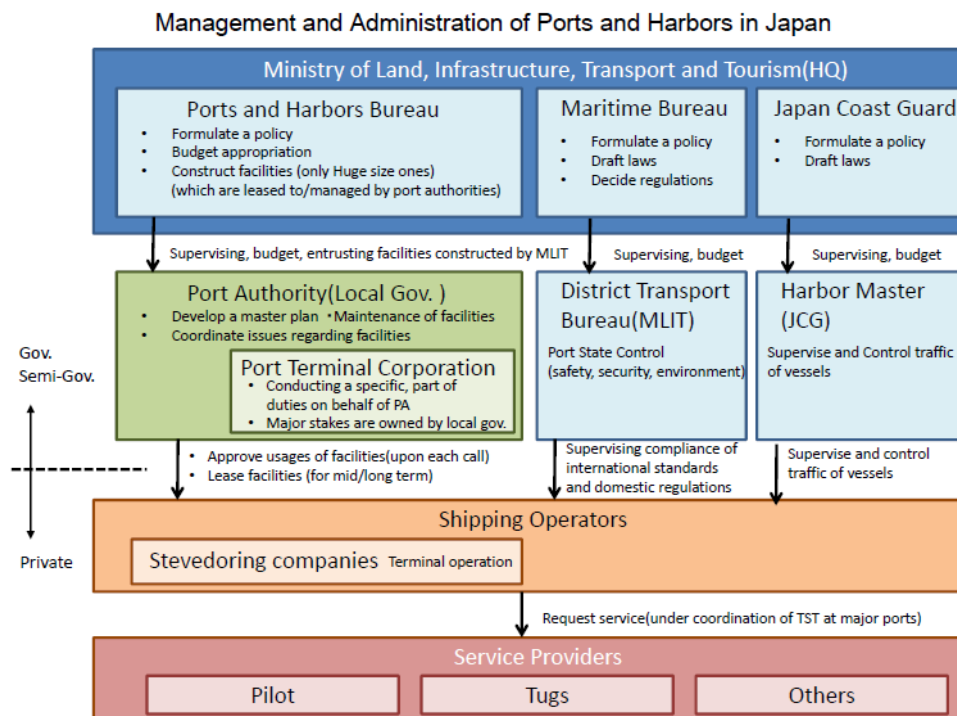 Management and Administration of Ports and Harbors in Japan
Ministry of Land, Infrastructure, Transport and Tourism(HQ)
Ports and Harbors Bureau
• Formulate a policy
• Budget appropriation
• Construct facilities (only Huge size ones)
(which are leased to/managed by port authorities)
Maritime Bureau
• Formulate a policy
• Draft laws
• Decide regulations
Japan Coast Guard
• Formulate a policy
• Draft laws
Supervising, budget, entrusting facilities constructed by MLIT
Supervising, budget
Supervising, budget
Port Authority(Local Gov. )
• Develop a master plan ・Maintenance of facilities
• Coordinate issues regarding facilities
Port Terminal Corporation
• Conducting a specific, part of
duties on behalf of PA
• Major stakes are owned by local gov.
District Transport
Bureau(MLIT)
Port State Control
(safety, security, environment)
Harbor Master
(JCG)
Supervise and Control traffic
of vessels
Gov.
Semi-Gov.
Private
• Approve usages of facilities(upon each call)
• Lease facilities (for mid/long term)
Supervising compliance of
international standards
and domestic regulations
Supervise and control
traffic of vessels
Shipping Operators
Stevedoring companies Terminal operation
Request service(under coordination of TST at major ports)
Service Providers
Pilot
Tugs
Others